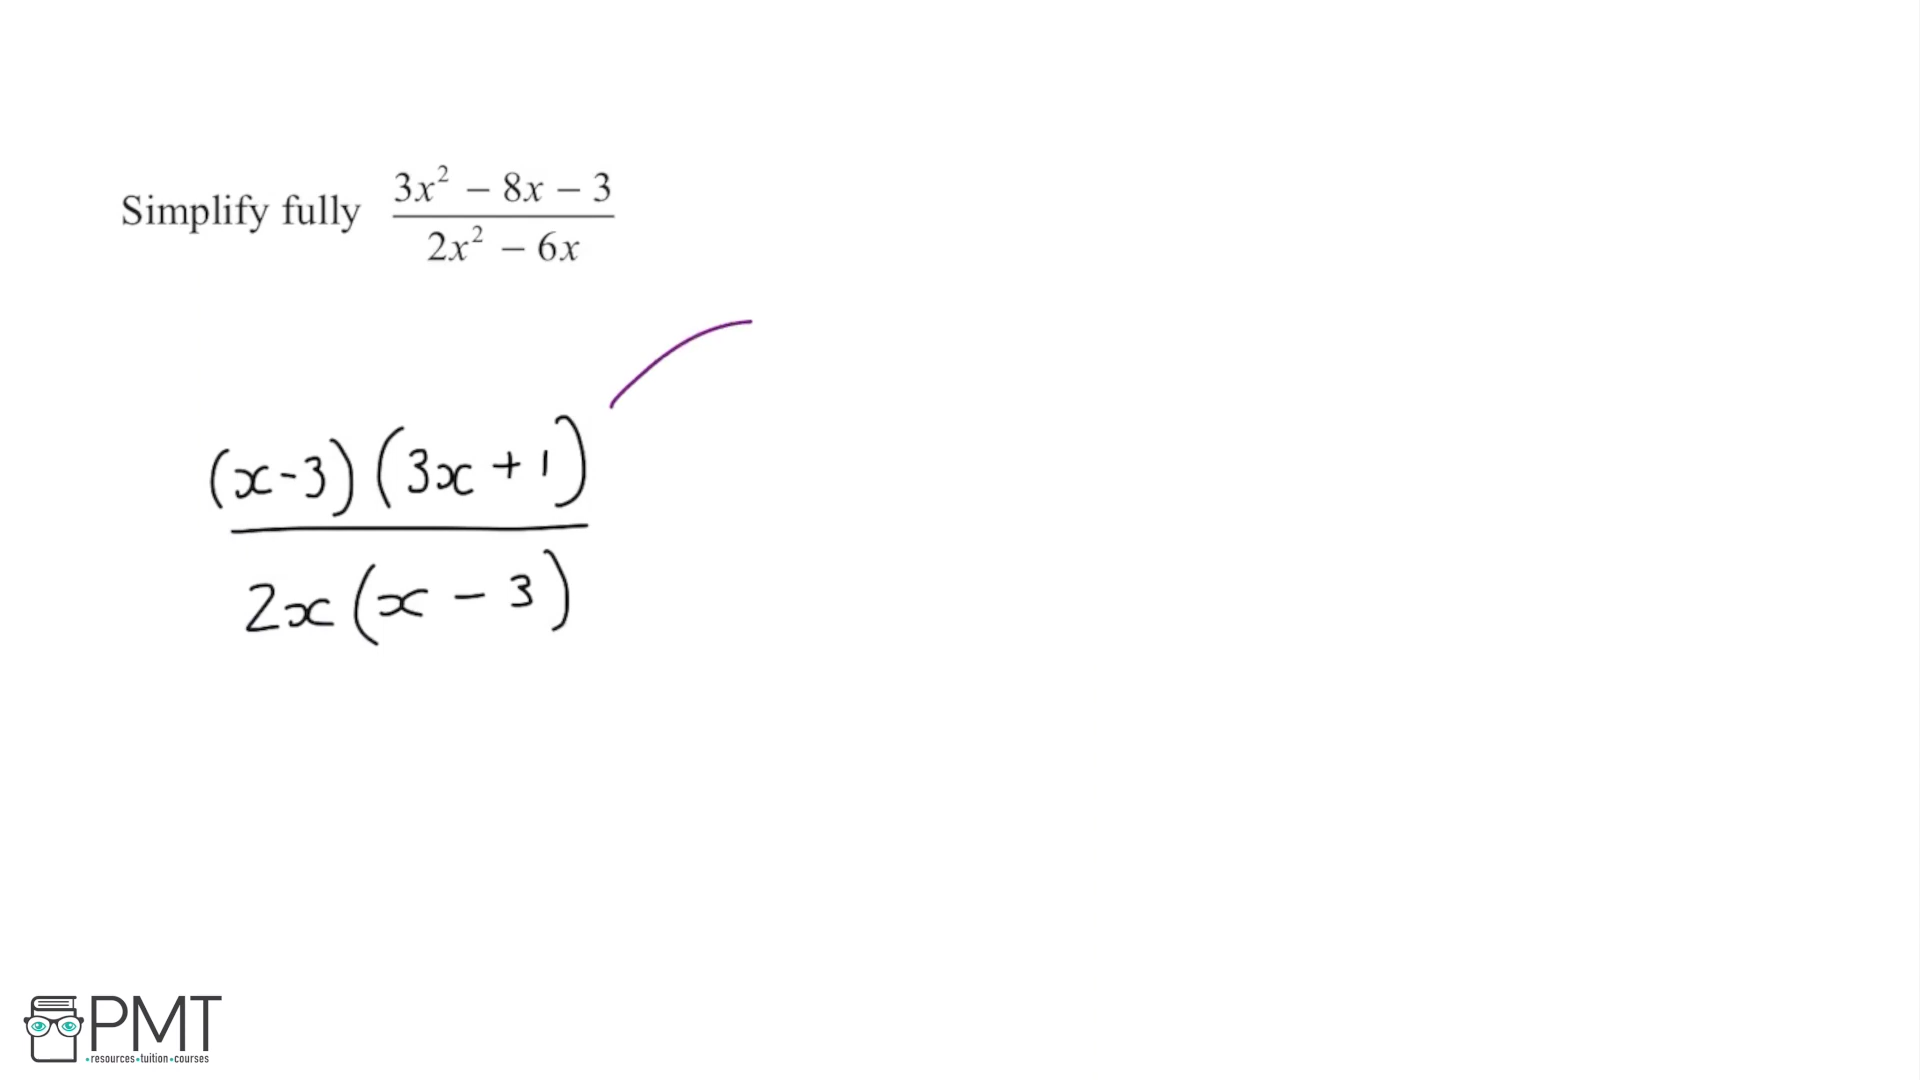 Simplify fully (3x² − 8x − 3)/(2x² − 6x)
(x-3)(3x+1)
2x(x-3)
PMT
•resources•tuition•courses